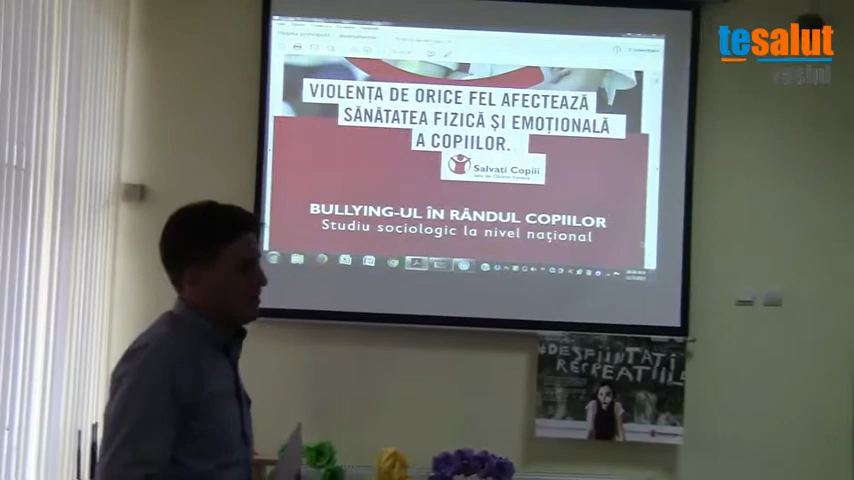 tesalut
VIOLENȚA DE ORICE FEL AFECTEAZĂ
SĂNĂTATEA FIZICĂ ȘI EMOȚIONALĂ
A COPIILOR.
Salvați Copiii
BULLYING-UL ÎN RÂNDUL COPIILOR
Studiu sociologic la nivel național
#DESFIINȚAȚI
RECREAȚIILE